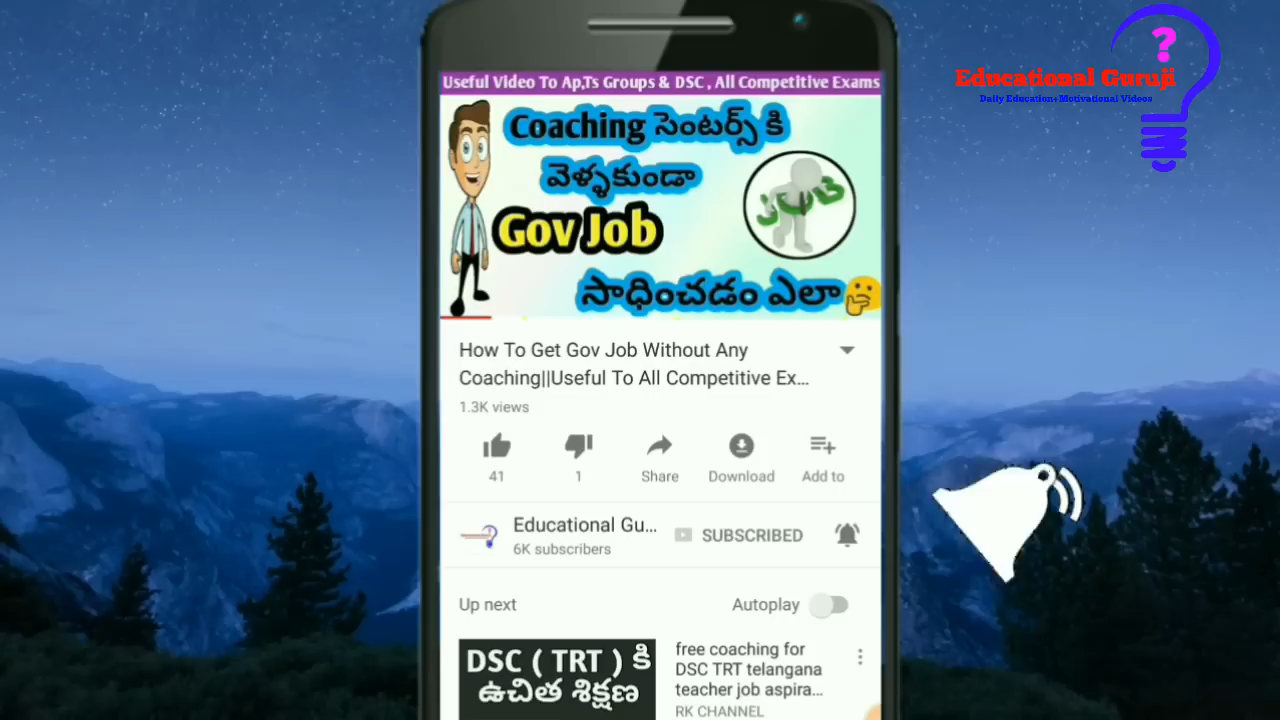 Useful Video To Ap,Ts Groups & DSC , All Competitive Exams
Coaching సెంటర్స్ కి
వెళ్ళకుండా
Gov Job
JOB
సాధించడం ఎలా
?
Educational Guruji
Daily Education+Motivational Videos
How To Get Gov Job Without Any
Coaching||Useful To All Competitive Ex...
1.3K views
41
1
Share
Download
Add to
Educational Gu...
6K subscribers
SUBSCRIBED
Up next
Autoplay
DSC ( TRT ) కి
ఉచిత శిక్షణ
free coaching for
DSC TRT telangana
teacher job aspira...
RK CHANNEL